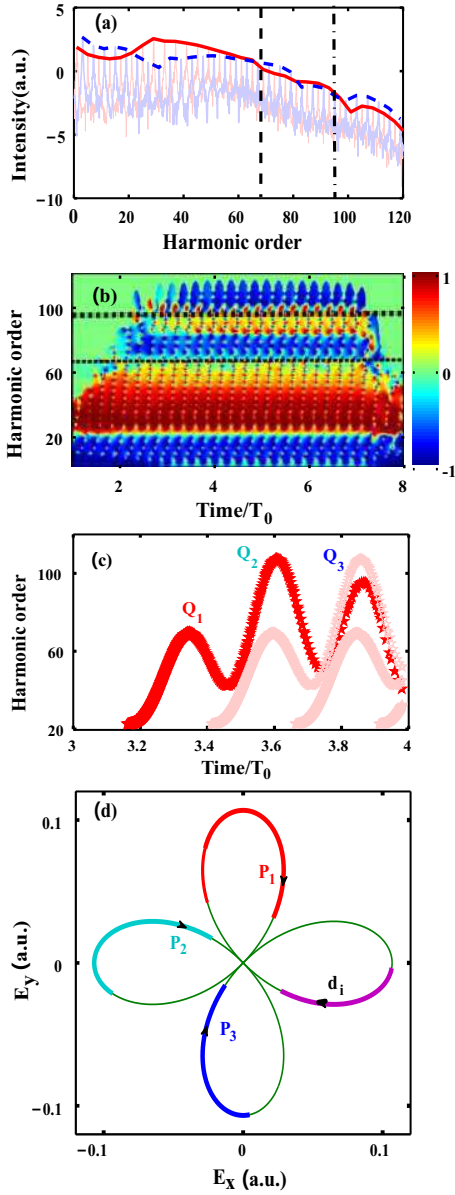 (a)
Intensity(a.u.)
5
0
−5
−10
0 20 40 60 80 100 120
Harmonic order
(b)
Harmonic order
100
60
20
2 4 6 8
Time/T0
1
0
-1
(c)
Q1 Q2 Q3
Harmonic order
100
60
20
3 3.2 3.4 3.6 3.8 4
Time/T0
(d)
Ey (a.u.)
0.1
0
−0.1
P1
P2
di
P3
−0.1 0 0.1
Ex (a.u.)